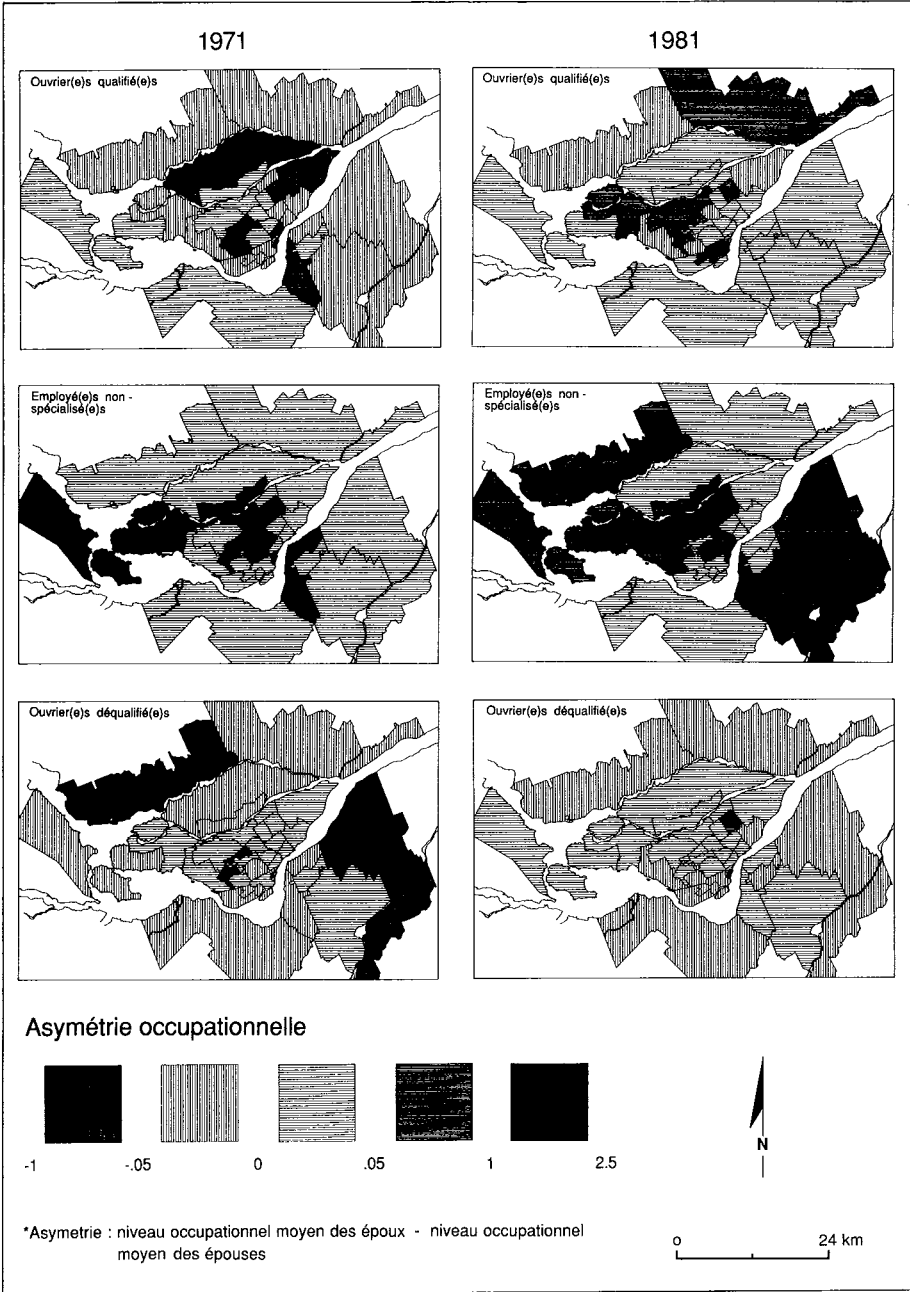 1971
1981
Ouvrier(e)s qualifié(e)s
Ouvrier(e)s qualifié(e)s
Employé(e)s non -
spécialisé(e)s
Employé(e)s non -
spécialisé(e)s
Ouvrier(e)s déqualifié(e)s
Ouvrier(e)s déqualifié(e)s
Asymétrie occupationnelle
-1 -.05 0 .05 1 2.5
N
*Asymetrie : niveau occupationnel moyen des époux - niveau occupationnel
moyen des épouses
o 24 km